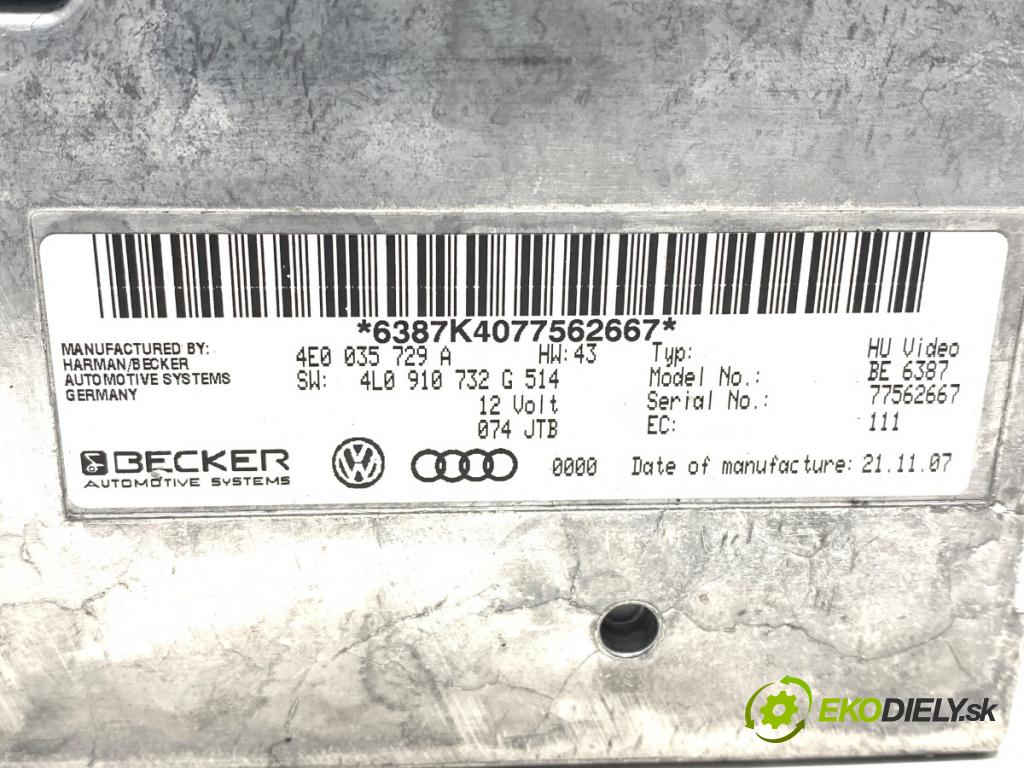 *6387K4077562667*
MANUFACTURED BY:
HARMAN/BECKER
AUTOMOTIVE SYSTEMS
GERMANY
4E0 035 729 A HW:43
SW: 4L0 910 732 G 514
12 Volt
074 JTB
Typ: HU Video
Model No.: BE 6387
Serial No.: 77562667
EC: 111
BECKER
AUTOMOTIVE SYSTEMS
0000 Date of manufacture: 21.11.07
EKODIELY.sk